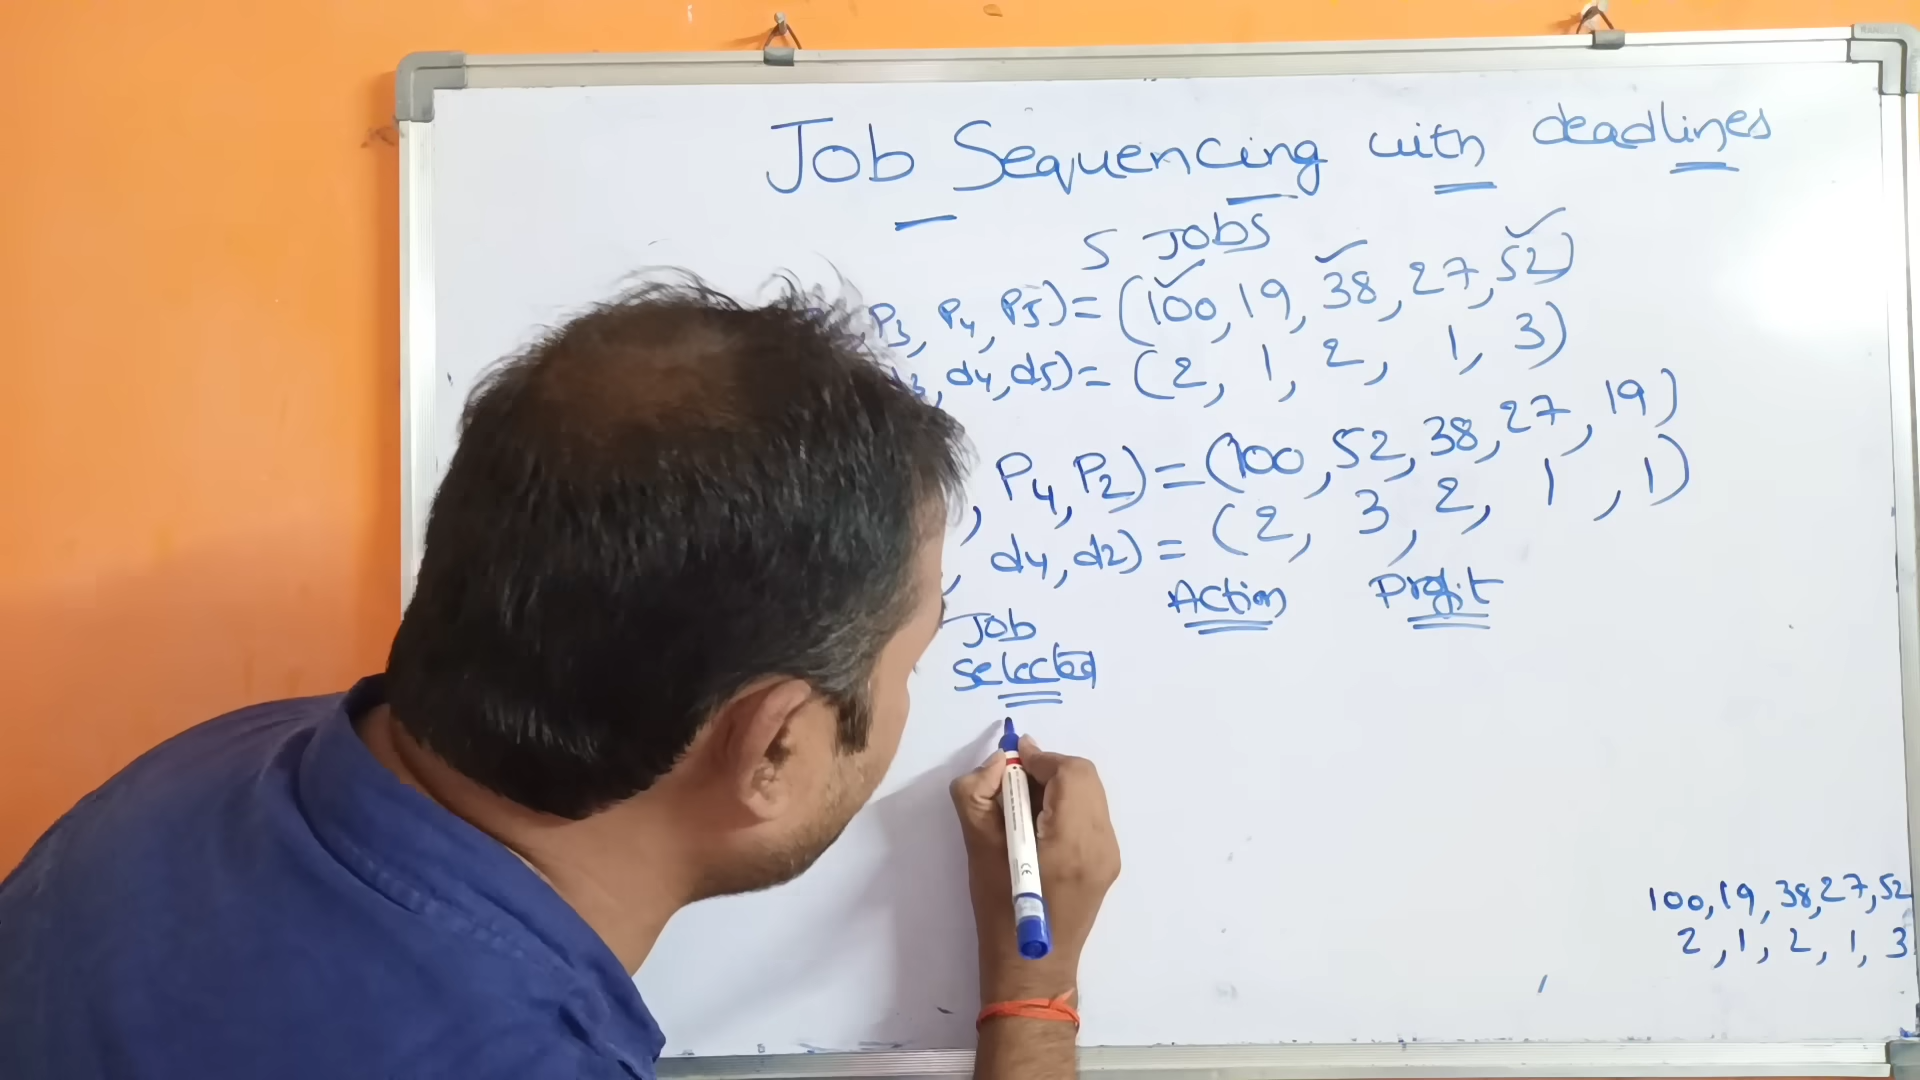 Job Sequencing with deadlines
5 JOBS
P3, P4, P5) = (100, 19, 38, 27, 52)
d4, d5) = (2, 1, 2, 1, 3)
, P4, P2) = (100, 52, 38, 27, 19)
, d4, d2) = (2, 3, 2, 1, 1)
Job selected
Action
Profit
100, 19, 38, 27, 52
2, 1, 2, 1, 3